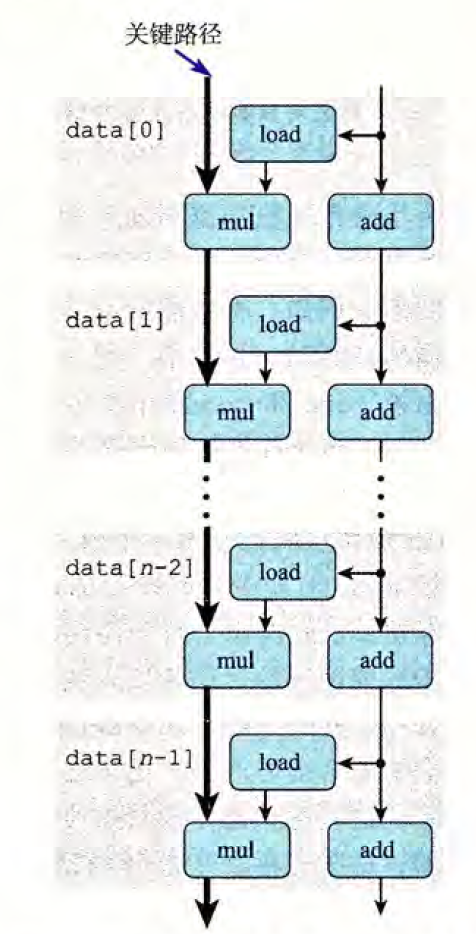 关键路径
data[0]
load
mul
add
data[1]
load
mul
add
data[n-2]
load
mul
add
data[n-1]
load
mul
add